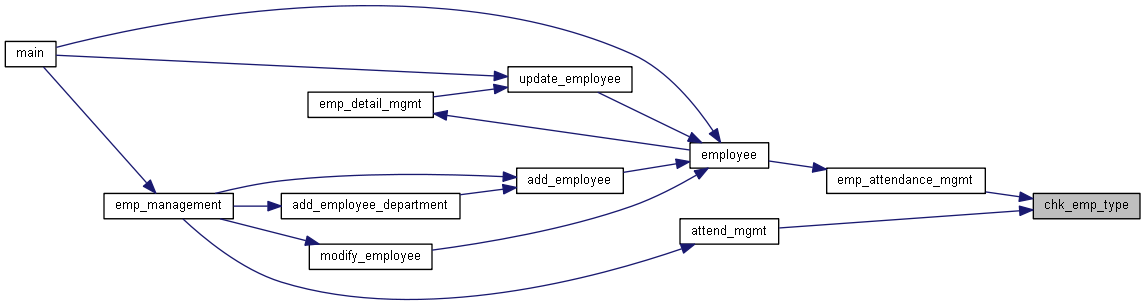 main
update_employee
emp_detail_mgmt
employee
add_employee
emp_attendance_mgmt
emp_management
add_employee_department
chk_emp_type
attend_mgmt
modify_employee